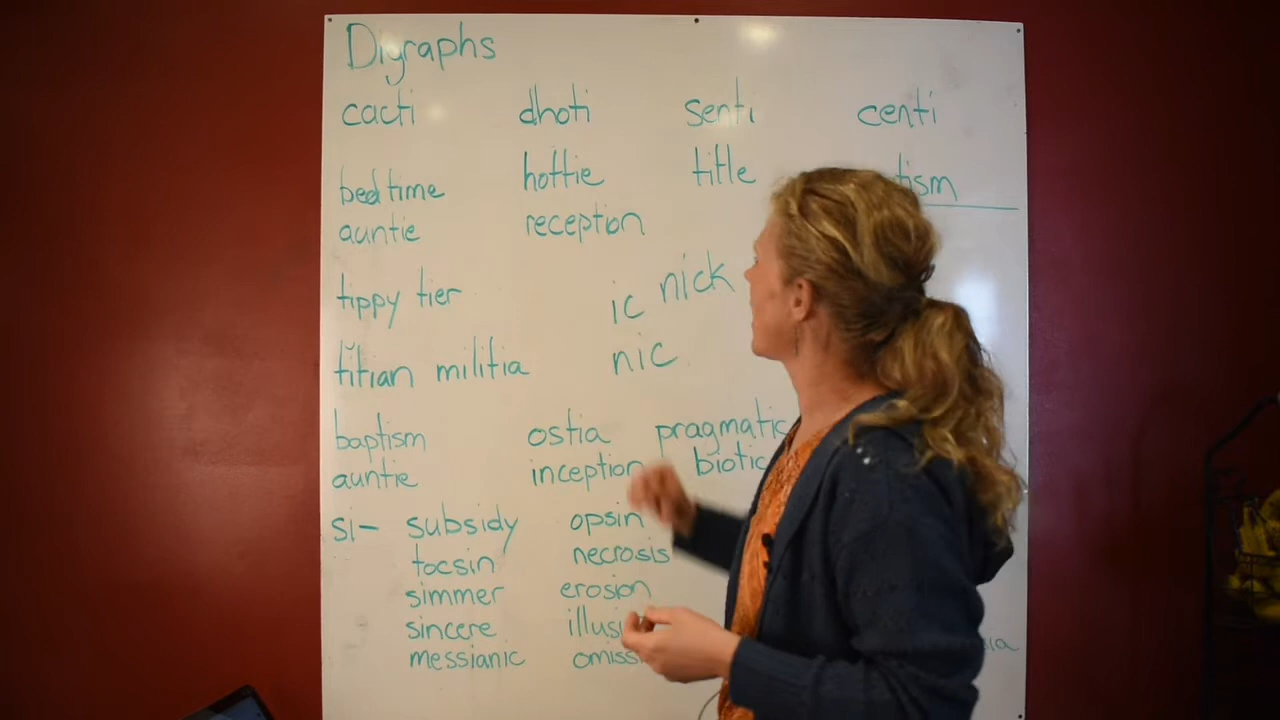 Digraphs
cacti dhoti senti centi
bedtime hottie title tism
auntie reception
tippy tier ic nick
tĭtian militia nic
baptism ostia pragmatic
auntie inception biotic
si- subsidy opsin
tocsin necrosis
simmer erosion
sincere
messianic